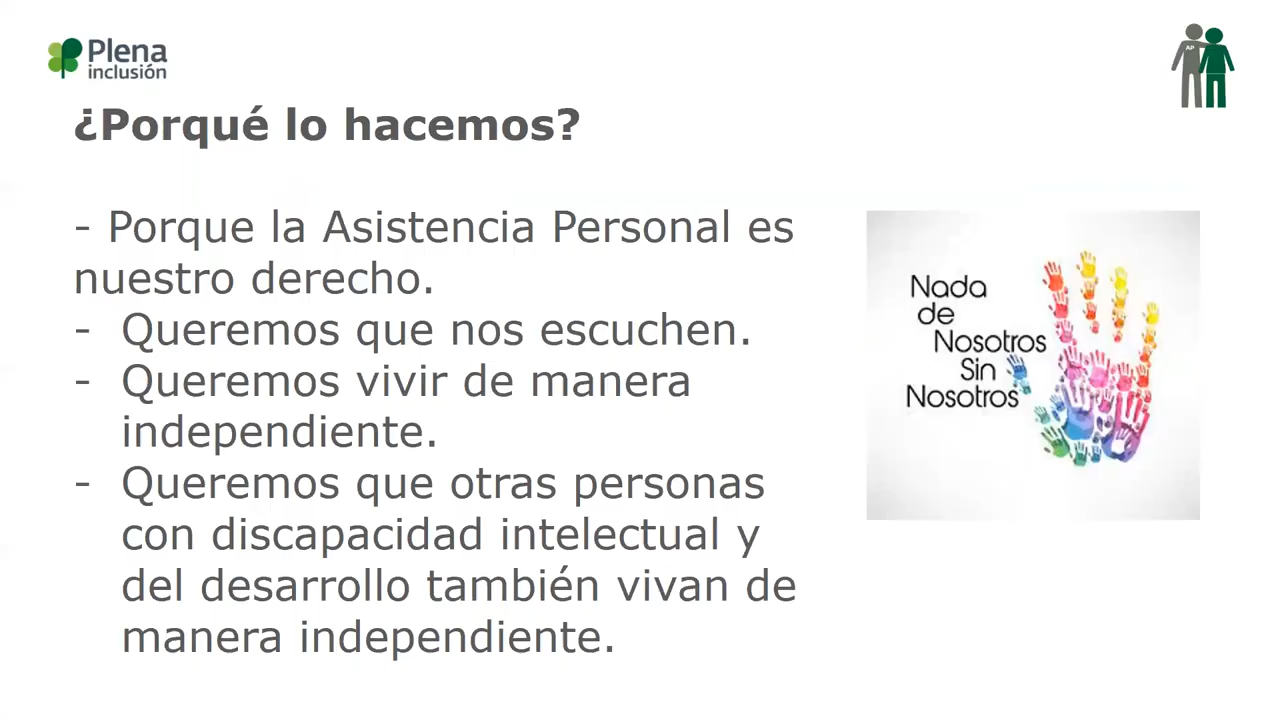 Plena
inclusión
AP
¿Porqué lo hacemos?
- Porque la Asistencia Personal es
nuestro derecho.
- Queremos que nos escuchen.
- Queremos vivir de manera
independiente.
- Queremos que otras personas
con discapacidad intelectual y
del desarrollo también vivan de
manera independiente.
Nada
de
Nosotros
Sin
Nosotros